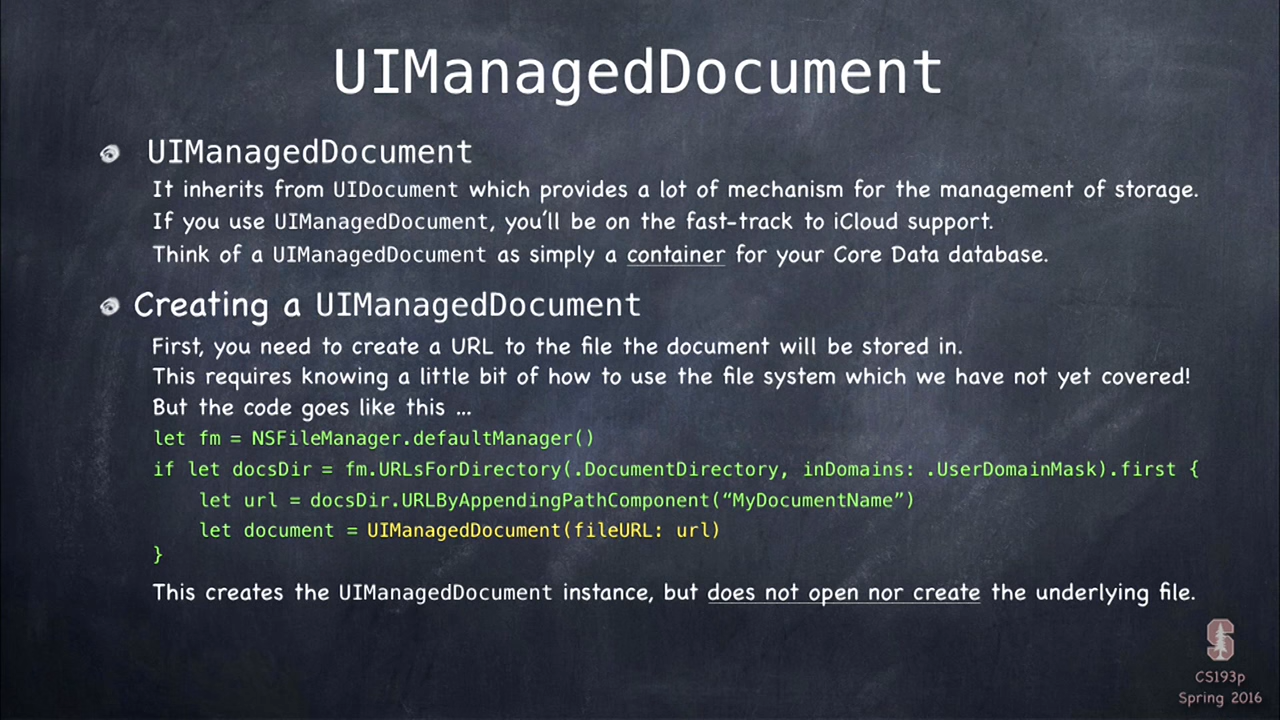 UIManagedDocument
UIManagedDocument
It inherits from UIDocument which provides a lot of mechanism for the management of storage.
If you use UIManagedDocument, you’ll be on the fast-track to iCloud support.
Think of a UIManagedDocument as simply a container for your Core Data database.
Creating a UIManagedDocument
First, you need to create a URL to the file the document will be stored in.
This requires knowing a little bit of how to use the file system which we have not yet covered!
But the code goes like this …
let fm = NSFileManager.defaultManager()
if let docsDir = fm.URLsForDirectory(.DocumentDirectory, inDomains: .UserDomainMask).first {
    let url = docsDir.URLByAppendingPathComponent(“MyDocumentName”)
    let document = UIManagedDocument(fileURL: url)
}
This creates the UIManagedDocument instance, but does not open nor create the underlying file.
S
CS193p
Spring 2016